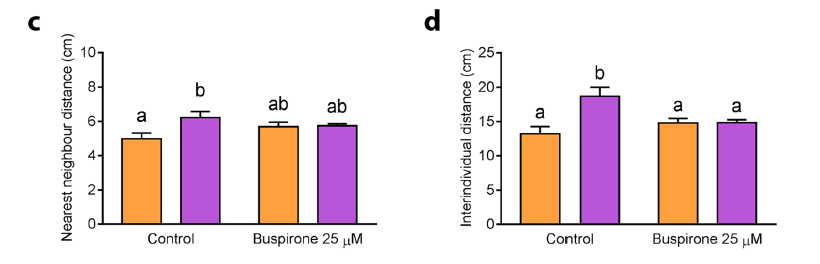 c
Nearest neighbour distance (cm)
10
8
6
4
2
0
a
b
ab
ab
Control
Buspirone 25 μM
d
Interindividual distance (cm)
25
20
15
10
5
0
a
b
a
a
Control
Buspirone 25 μM